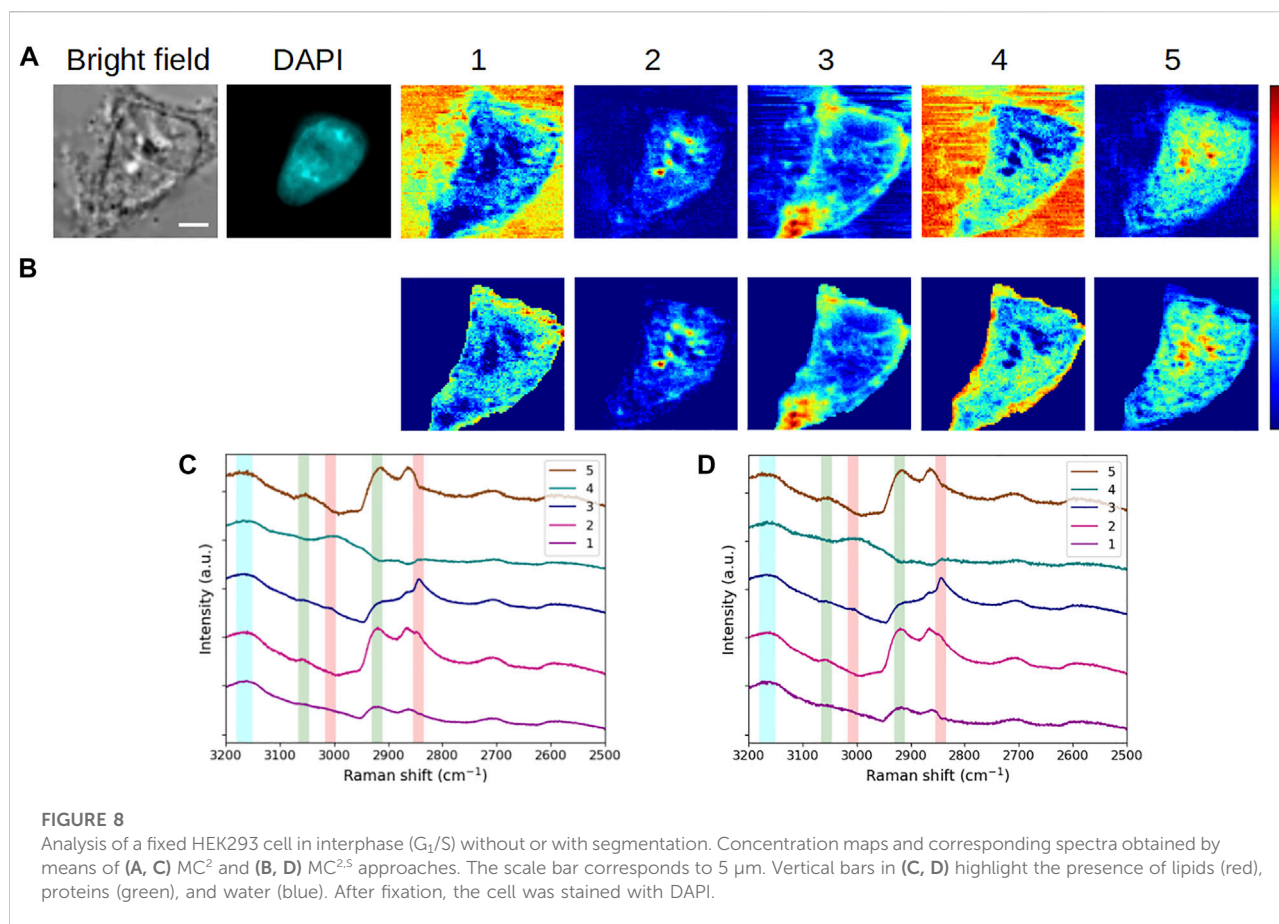 A
Bright field DAPI 1 2 3 4 5
B
C
D
5
4
3
2
1
5
4
3
2
1
Intensity (a.u.)
Intensity (a.u.)
3200 3100 3000 2900 2800 2700 2600 2500
3200 3100 3000 2900 2800 2700 2600 2500
Raman shift (cm⁻¹)
Raman shift (cm⁻¹)
FIGURE 8
Analysis of a fixed HEK293 cell in interphase (G₁/S) without or with segmentation. Concentration maps and corresponding spectra obtained by
means of (A, C) MC² and (B, D) MC²,ˢ approaches. The scale bar corresponds to 5 µm. Vertical bars in (C, D) highlight the presence of lipids (red),
proteins (green), and water (blue). After fixation, the cell was stained with DAPI.